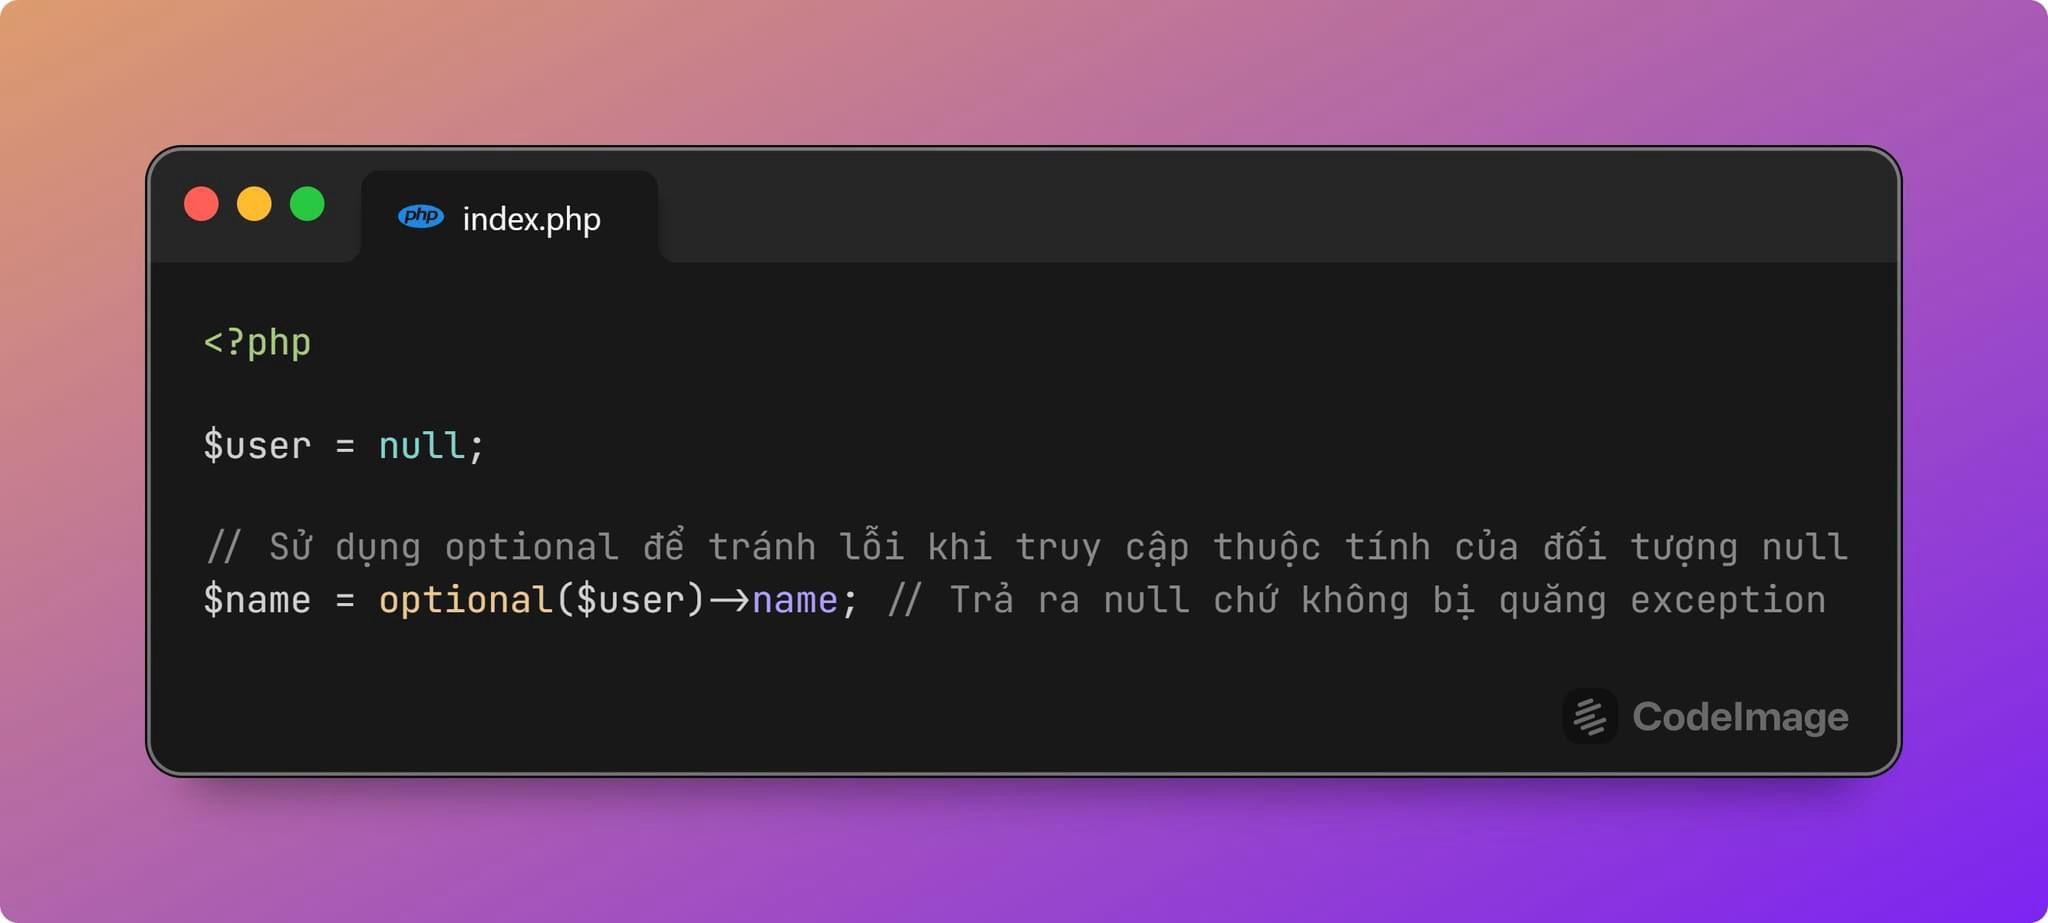 php index.php
<?php
$user = null;
// Sử dụng optional để tránh lỗi khi truy cập thuộc tính của đối tượng null
$name = optional($user)->name; // Trả ra null chứ không bị quăng exception
CodeImage